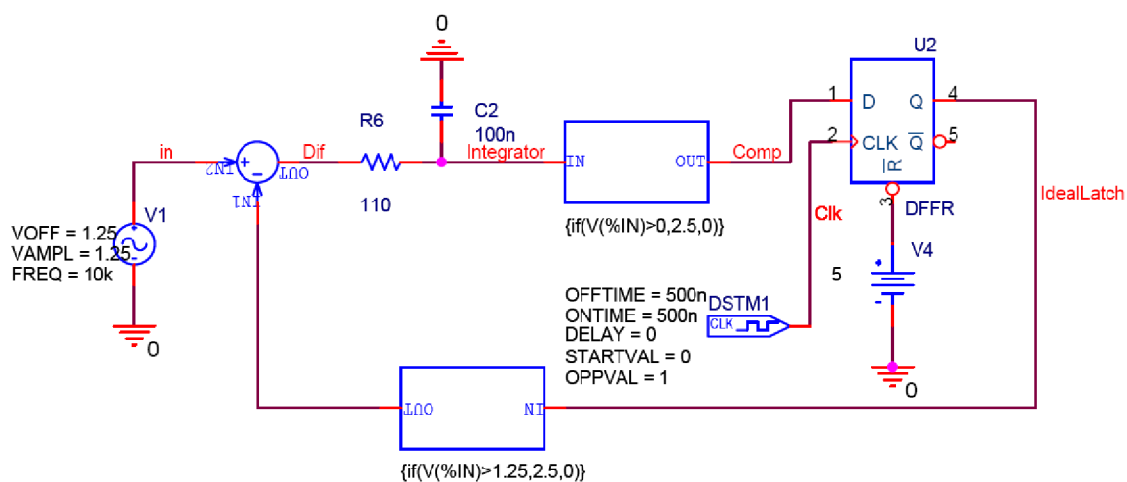 0
U2
C2
100n
R6
110
in
Dif
Integrator
IN2
IN1
OUT
+
-
IN
OUT
Comp
{if(V(%IN)>0,2.5,0)}
1
2
3
4
5
D
Q
CLK
Q
R
DFFR
IdealLatch
Clk
V1
VOFF = 1.25
VAMPL = 1.25
FREQ = 10k
0
V4
5
0
OFFTIME = 500n
ONTIME = 500n
DELAY = 0
STARTVAL = 0
OPPVAL = 1
DSTM1
CLK
OUT
IN
{if(V(%IN)>1.25,2.5,0)}